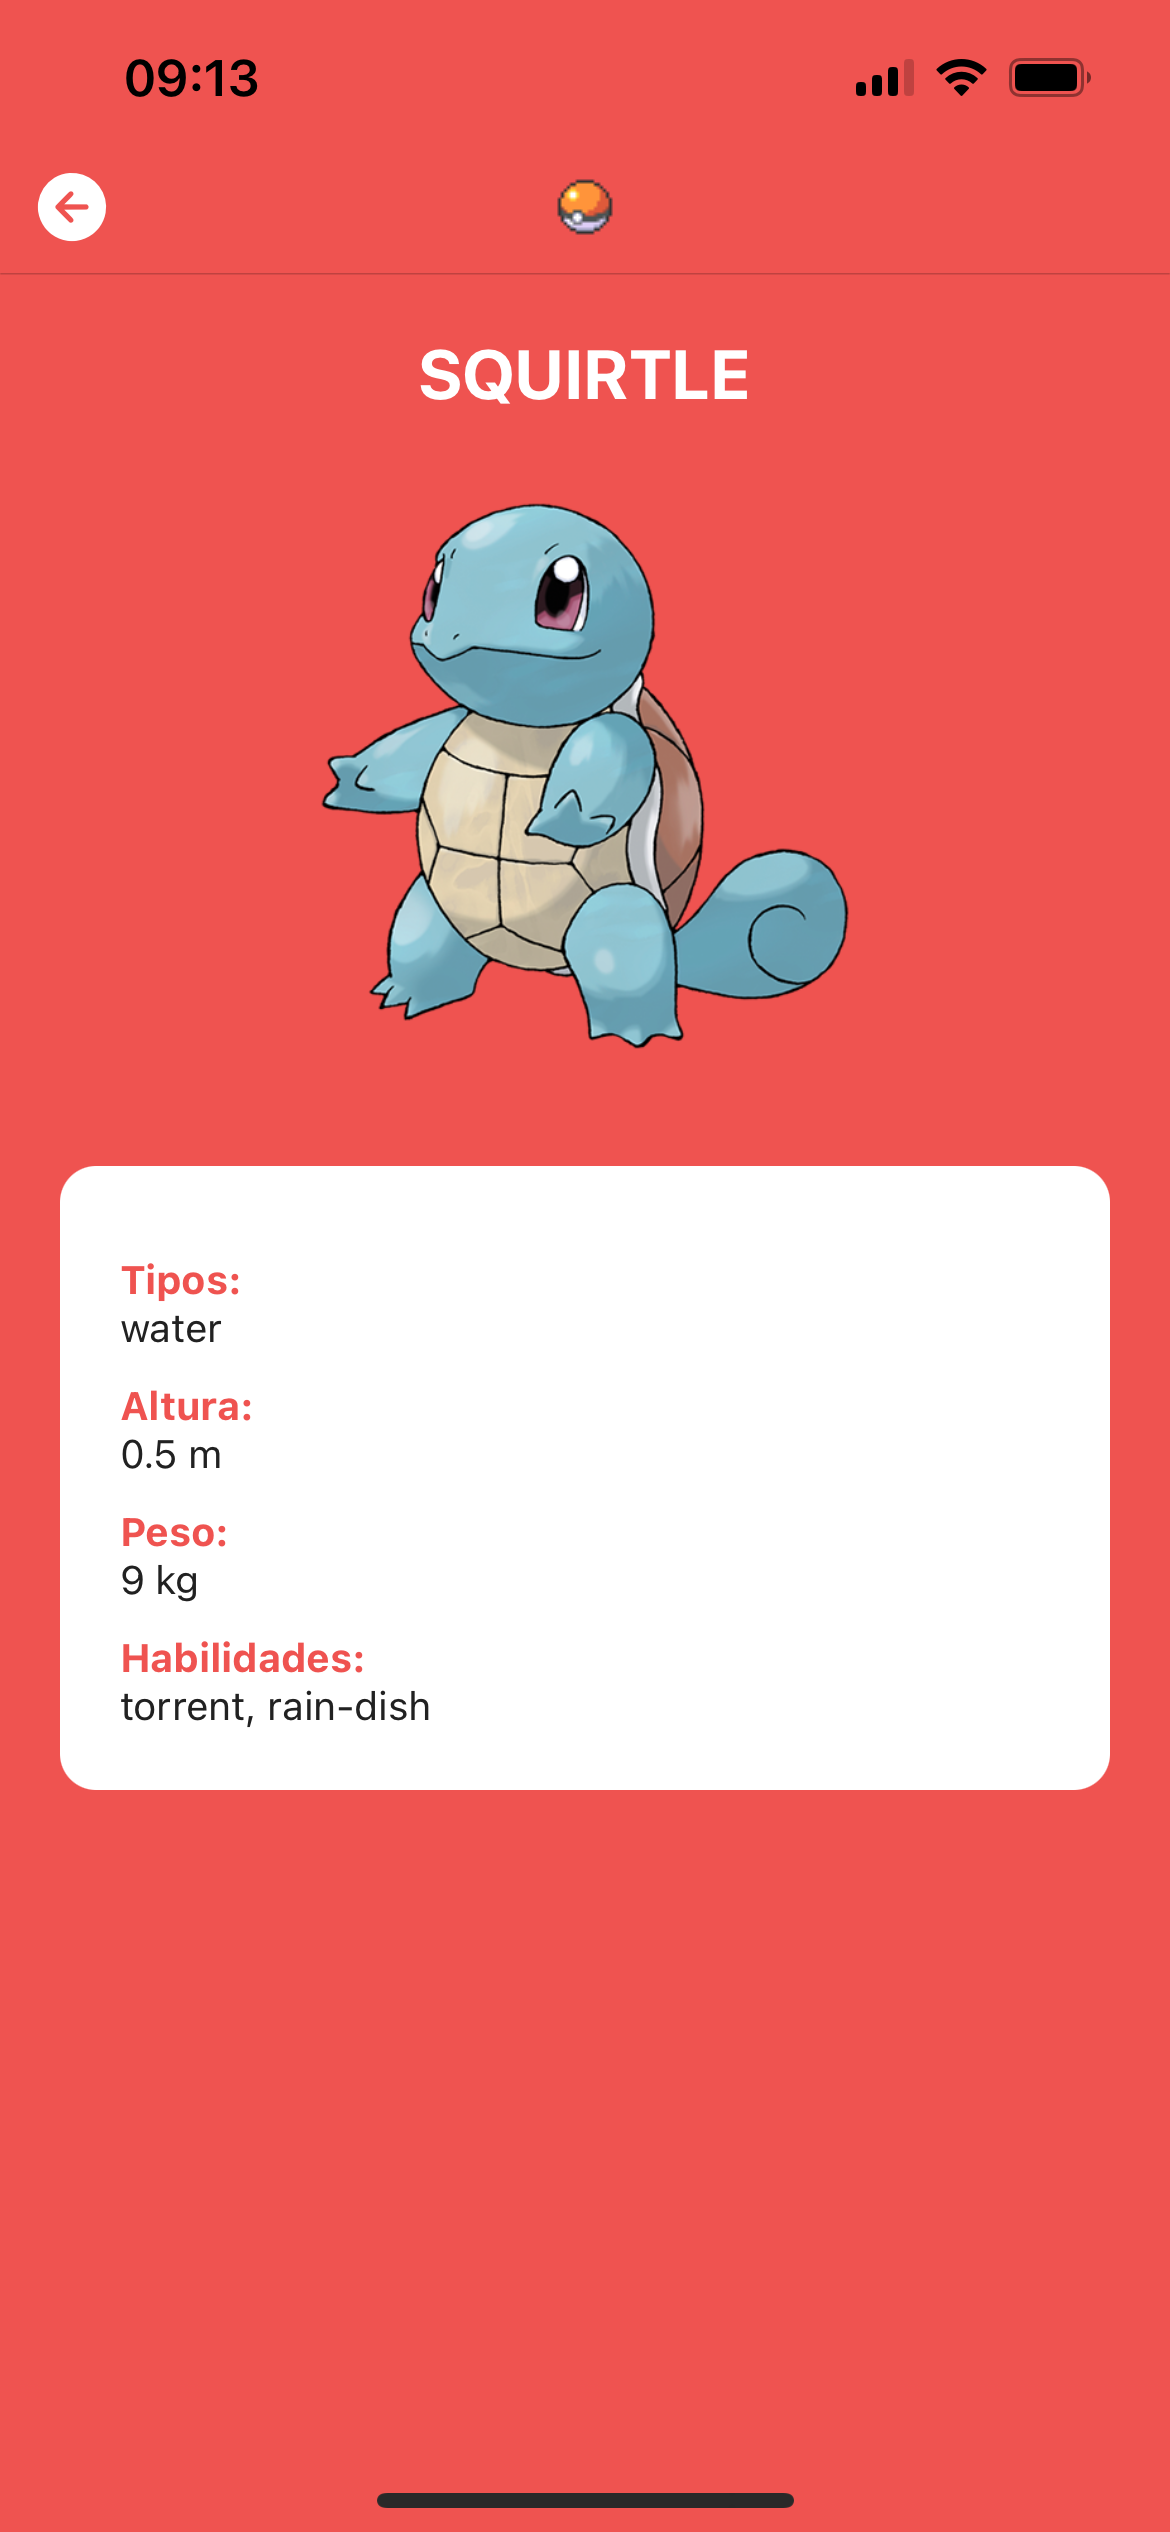 09:13
SQUIRTLE
Tipos:
water
Altura:
0.5 m
Peso:
9 kg
Habilidades:
torrent, rain-dish